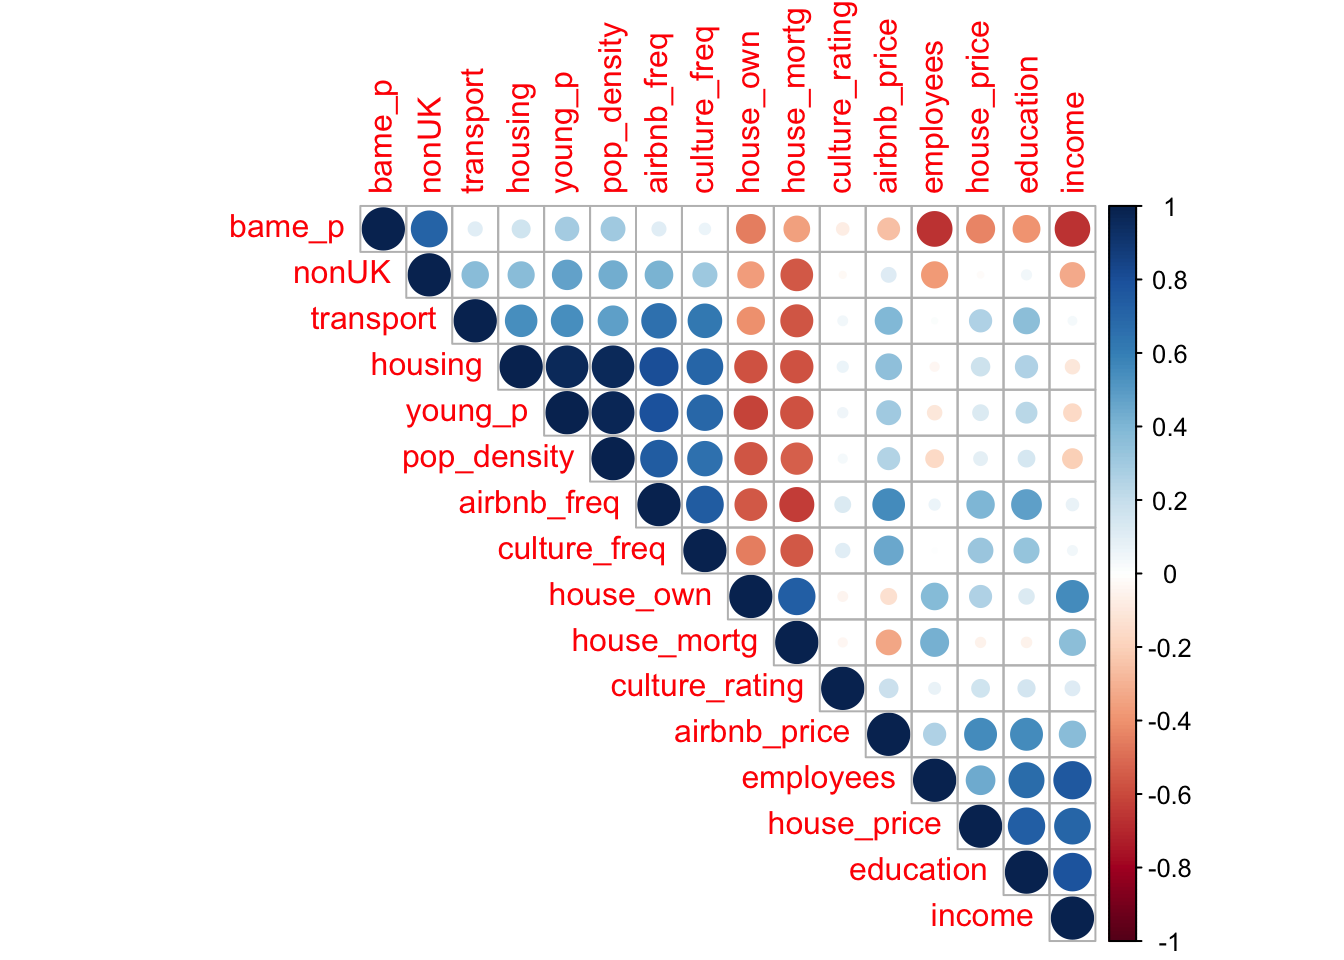 bame_p
nonUK
transport
housing
young_p
pop_density
airbnb_freq
culture_freq
house_own
house_mortg
culture_rating
airbnb_price
employees
house_price
education
income
bame_p
nonUK
transport
housing
young_p
pop_density
airbnb_freq
culture_freq
house_own
house_mortg
culture_rating
airbnb_price
employees
house_price
education
income
1
0.8
0.6
0.4
0.2
0
-0.2
-0.4
-0.6
-0.8
-1